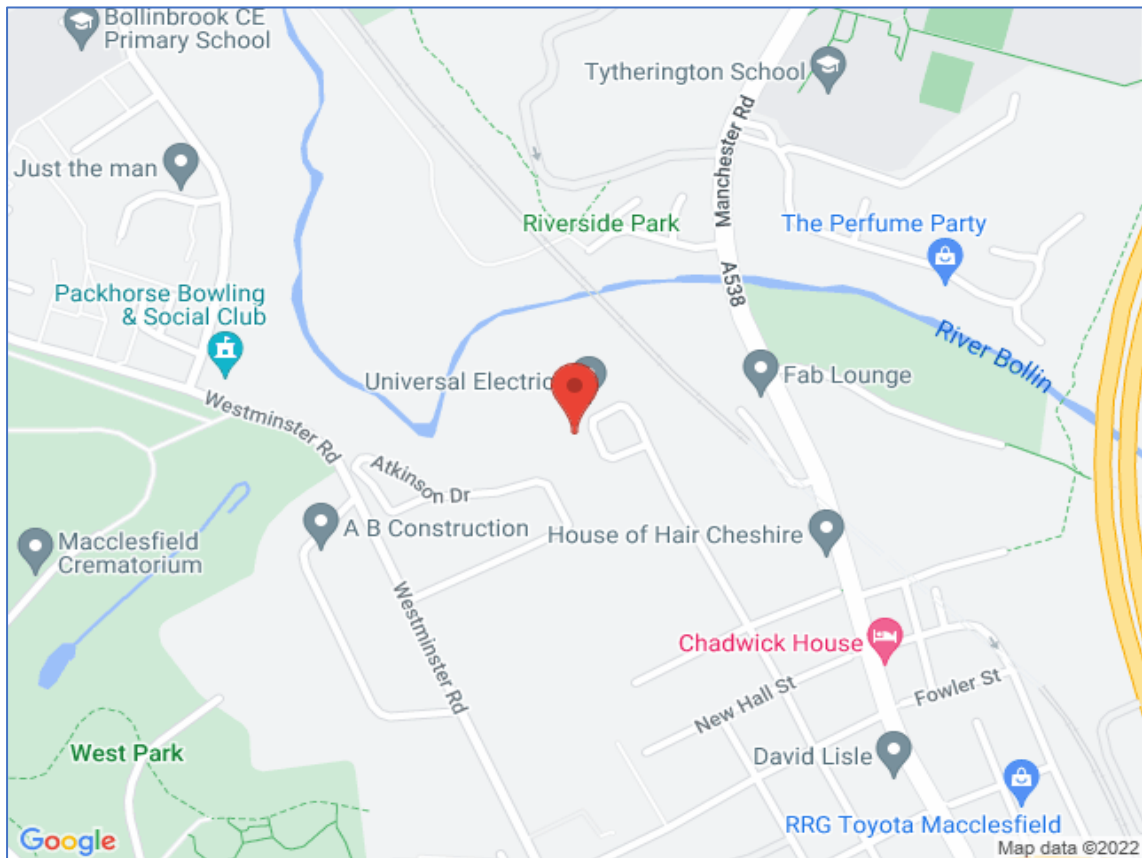 Bollinbrook CE
Primary School
Tytherington School
Manchester Rd
Just the man
Riverside Park
The Perfume Party
A538
Packhorse Bowling
& Social Club
River Bollin
Universal Electric
Fab Lounge
Westminster Rd
Atkinson Dr
A B Construction
House of Hair Cheshire
Macclesfield
Crematorium
Westminster Rd
Chadwick House
New Hall St
Fowler St
West Park
David Lisle
RRG Toyota Macclesfield
Google
Map data ©2022